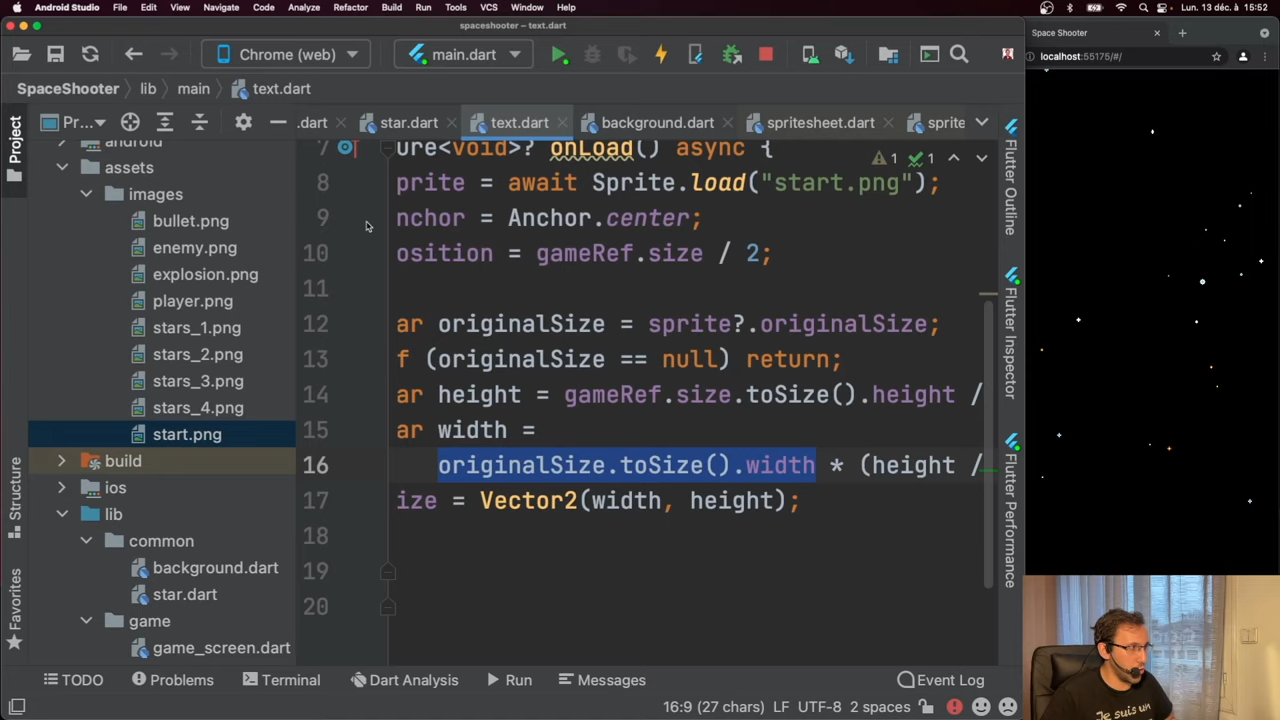 Android Studio File Edit View Navigate Code Analyze Refactor Build Run Tools VCS Window Help Lun. 13 déc. à 15:52
spaceshooter – text.dart
Chrome (web) main.dart
SpaceShooter lib main text.dart
Pr... .dart star.dart text.dart background.dart spritesheet.dart sprite
Project
android
assets
images
bullet.png
enemy.png
explosion.png
player.png
stars_1.png
stars_2.png
stars_3.png
stars_4.png
start.png
build
ios
lib
common
background.dart
star.dart
game
game_screen.dart
Structure
Favorites
1 1
7 ure<void>? onLoad() async {
8 prite = await Sprite.load("start.png");
9 nchor = Anchor.center;
10 osition = gameRef.size / 2;
11
12 ar originalSize = sprite?.originalSize;
13 f (originalSize == null) return;
14 ar height = gameRef.size.toSize().height /
15 ar width =
16 originalSize.toSize().width * (height /
17 ize = Vector2(width, height);
18
19
20
Flutter Outline
Flutter Inspector
Flutter Performance
TODO Problems Terminal Dart Analysis Run Messages Event Log
16:9 (27 chars) LF UTF-8 2 spaces
Space Shooter
localhost:55175/#/
Je suis un